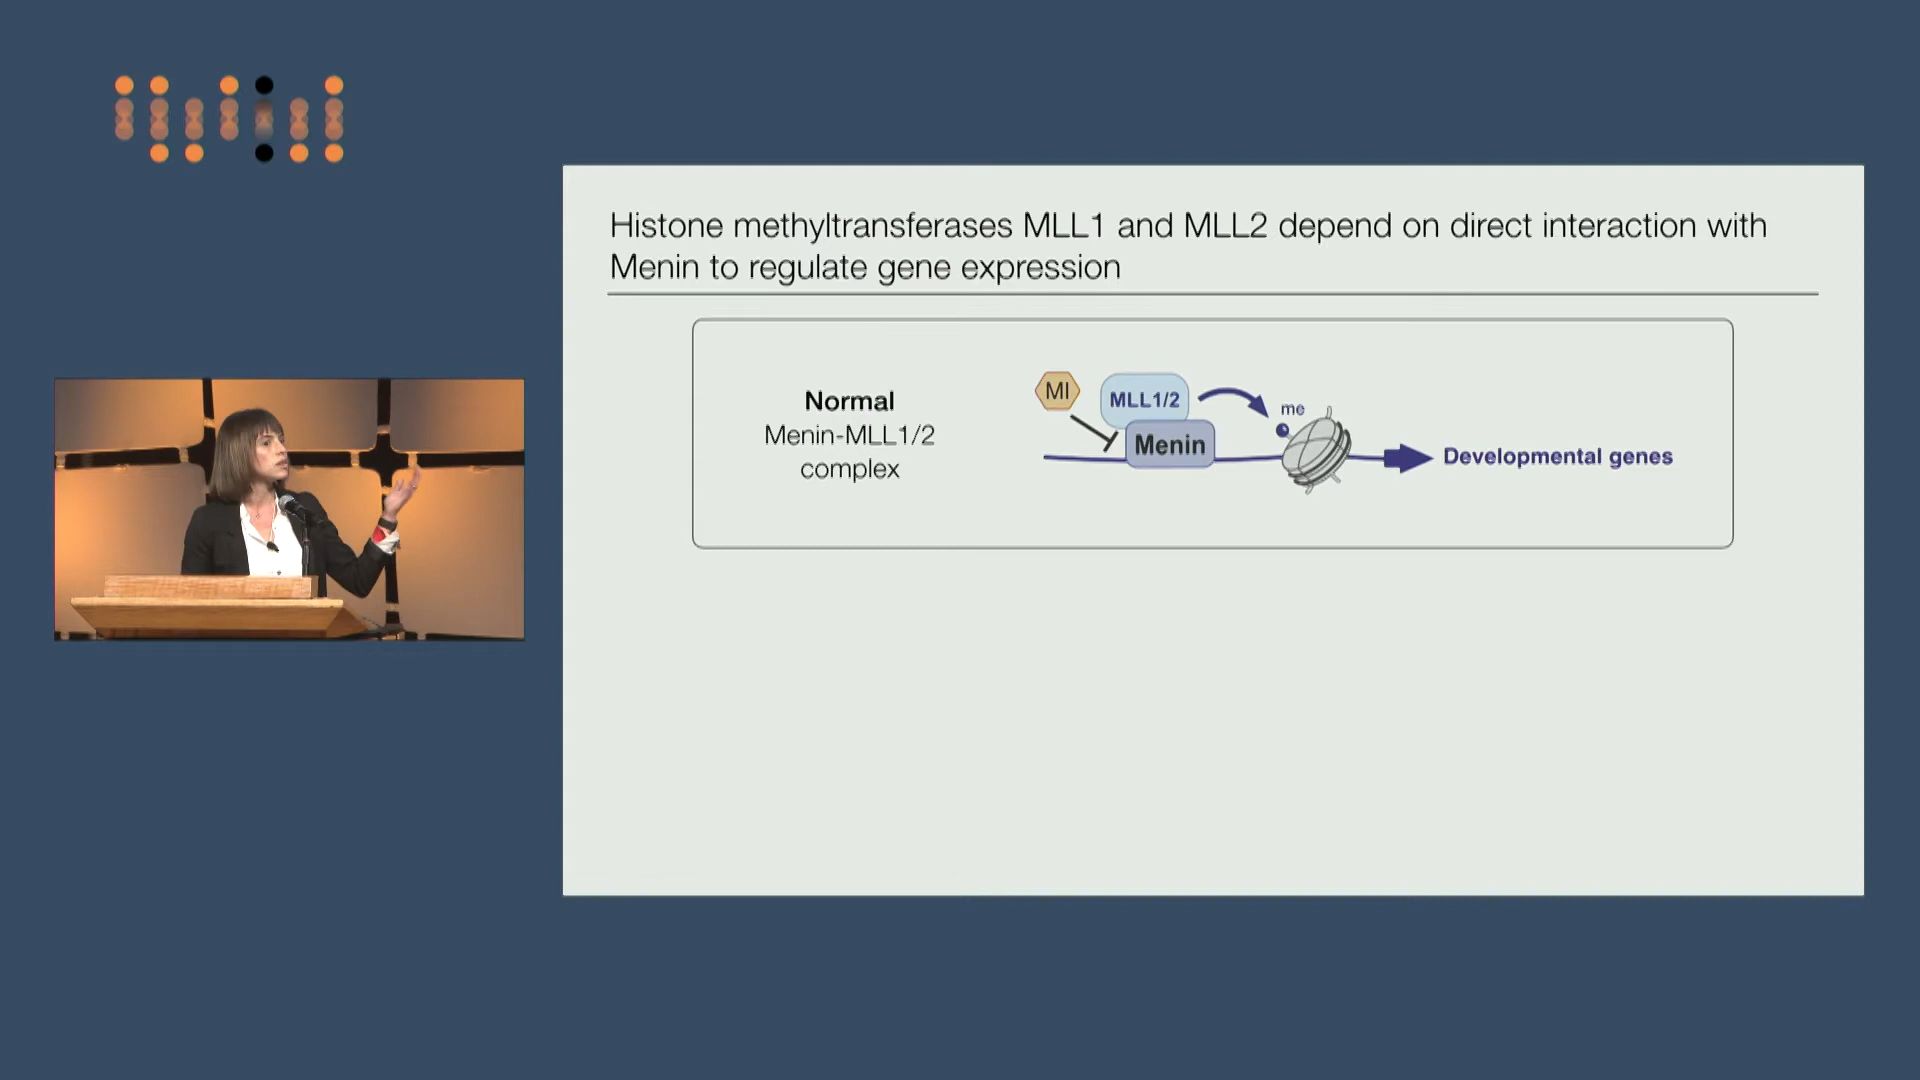 Histone methyltransferases MLL1 and MLL2 depend on direct interaction with
Menin to regulate gene expression
Normal
Menin-MLL1/2
complex
MI
MLL1/2
Menin
me
Developmental genes